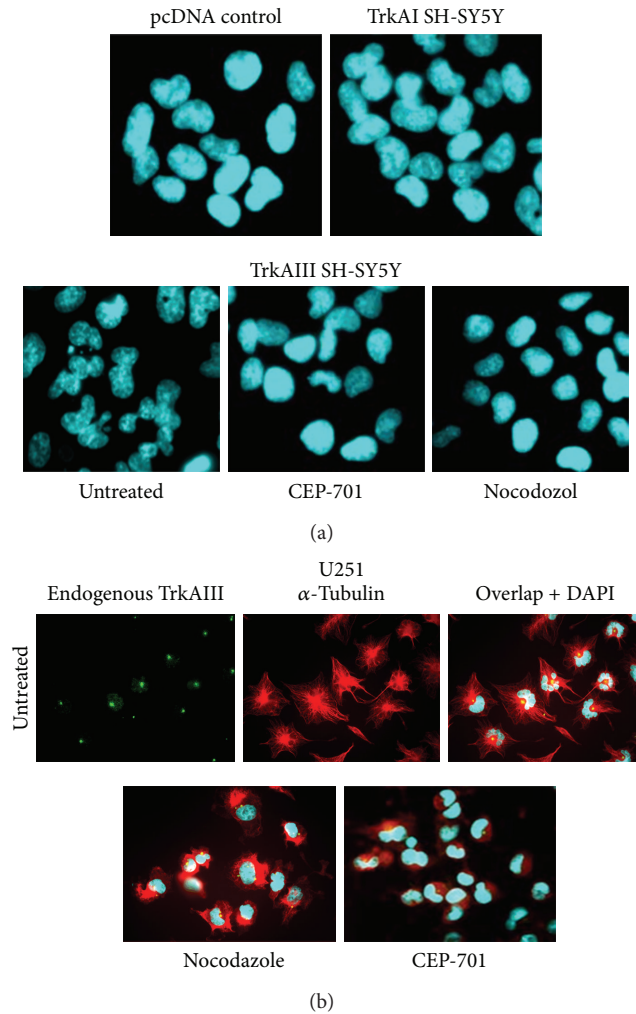 pcDNA control
TrkAI SH-SY5Y
TrkAIII SH-SY5Y
Untreated
CEP-701
Nocodozol
(a)
U251
Endogenous TrkAIII
α-Tubulin
Overlap + DAPI
Untreated
Nocodazole
CEP-701
(b)